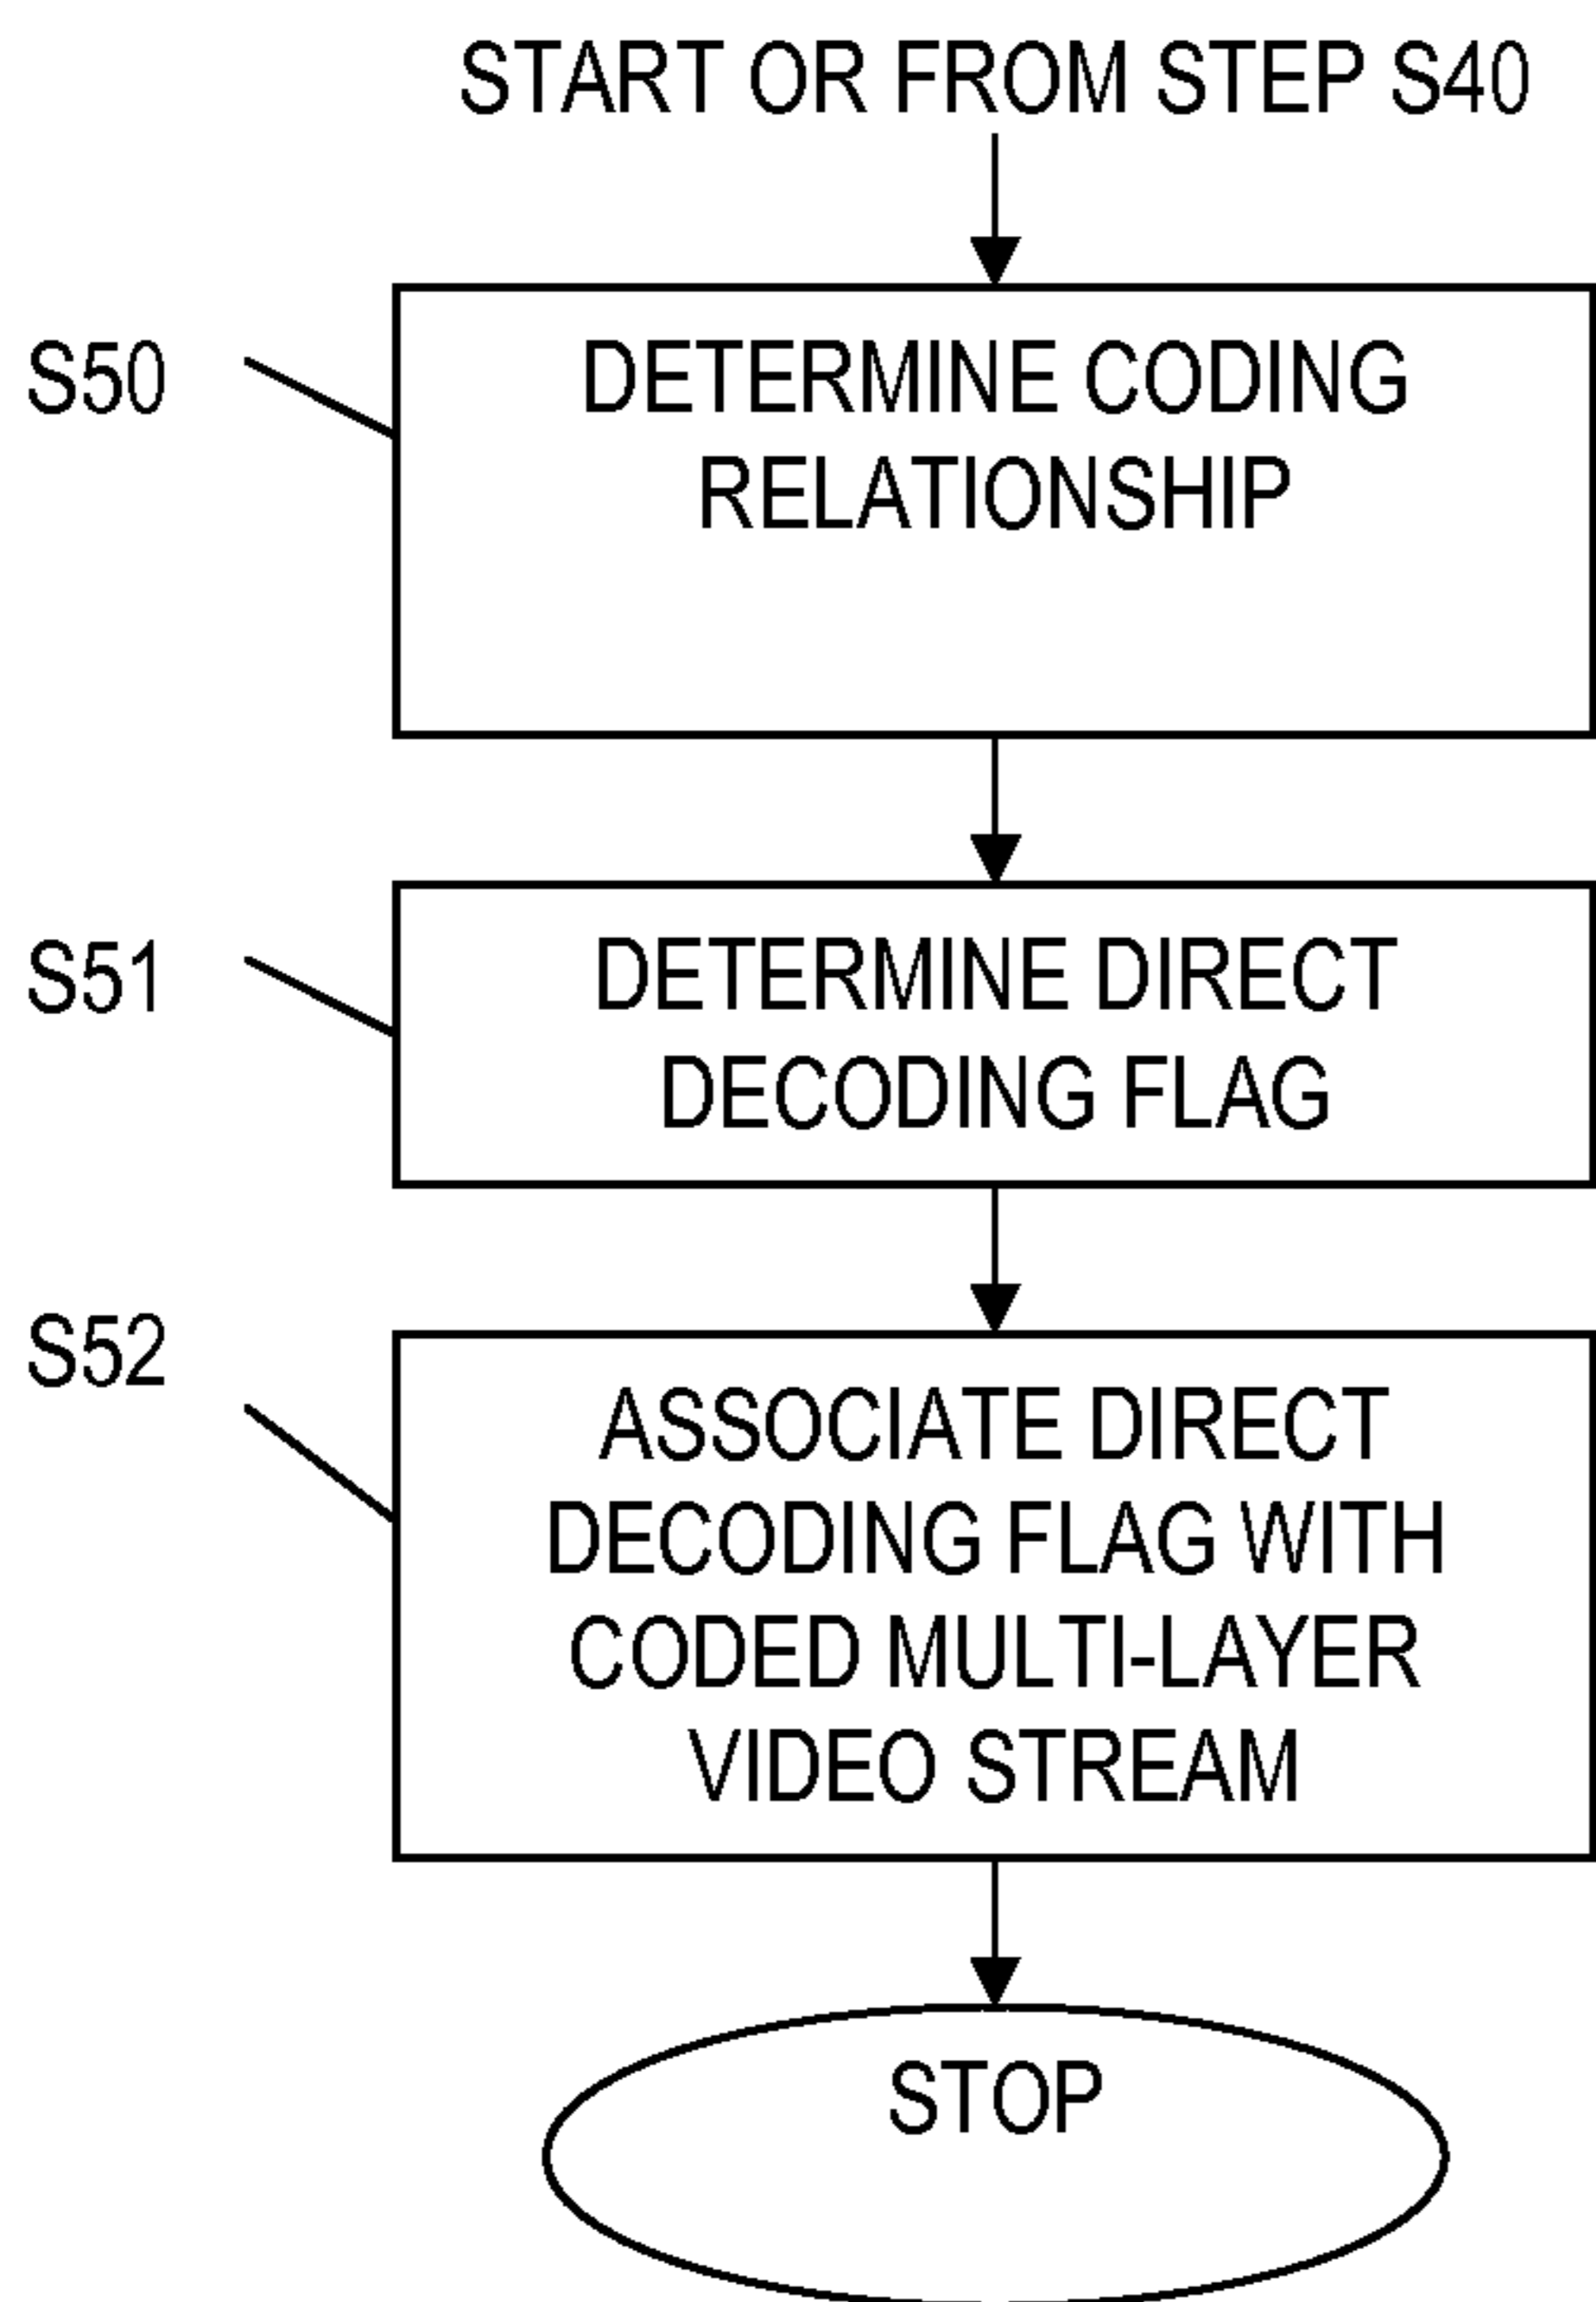 START OR FROM STEP S40
S50
DETERMINE CODING
RELATIONSHIP
S51
DETERMINE DIRECT
DECODING FLAG
S52
ASSOCIATE DIRECT
DECODING FLAG WITH
CODED MULTI-LAYER
VIDEO STREAM
STOP